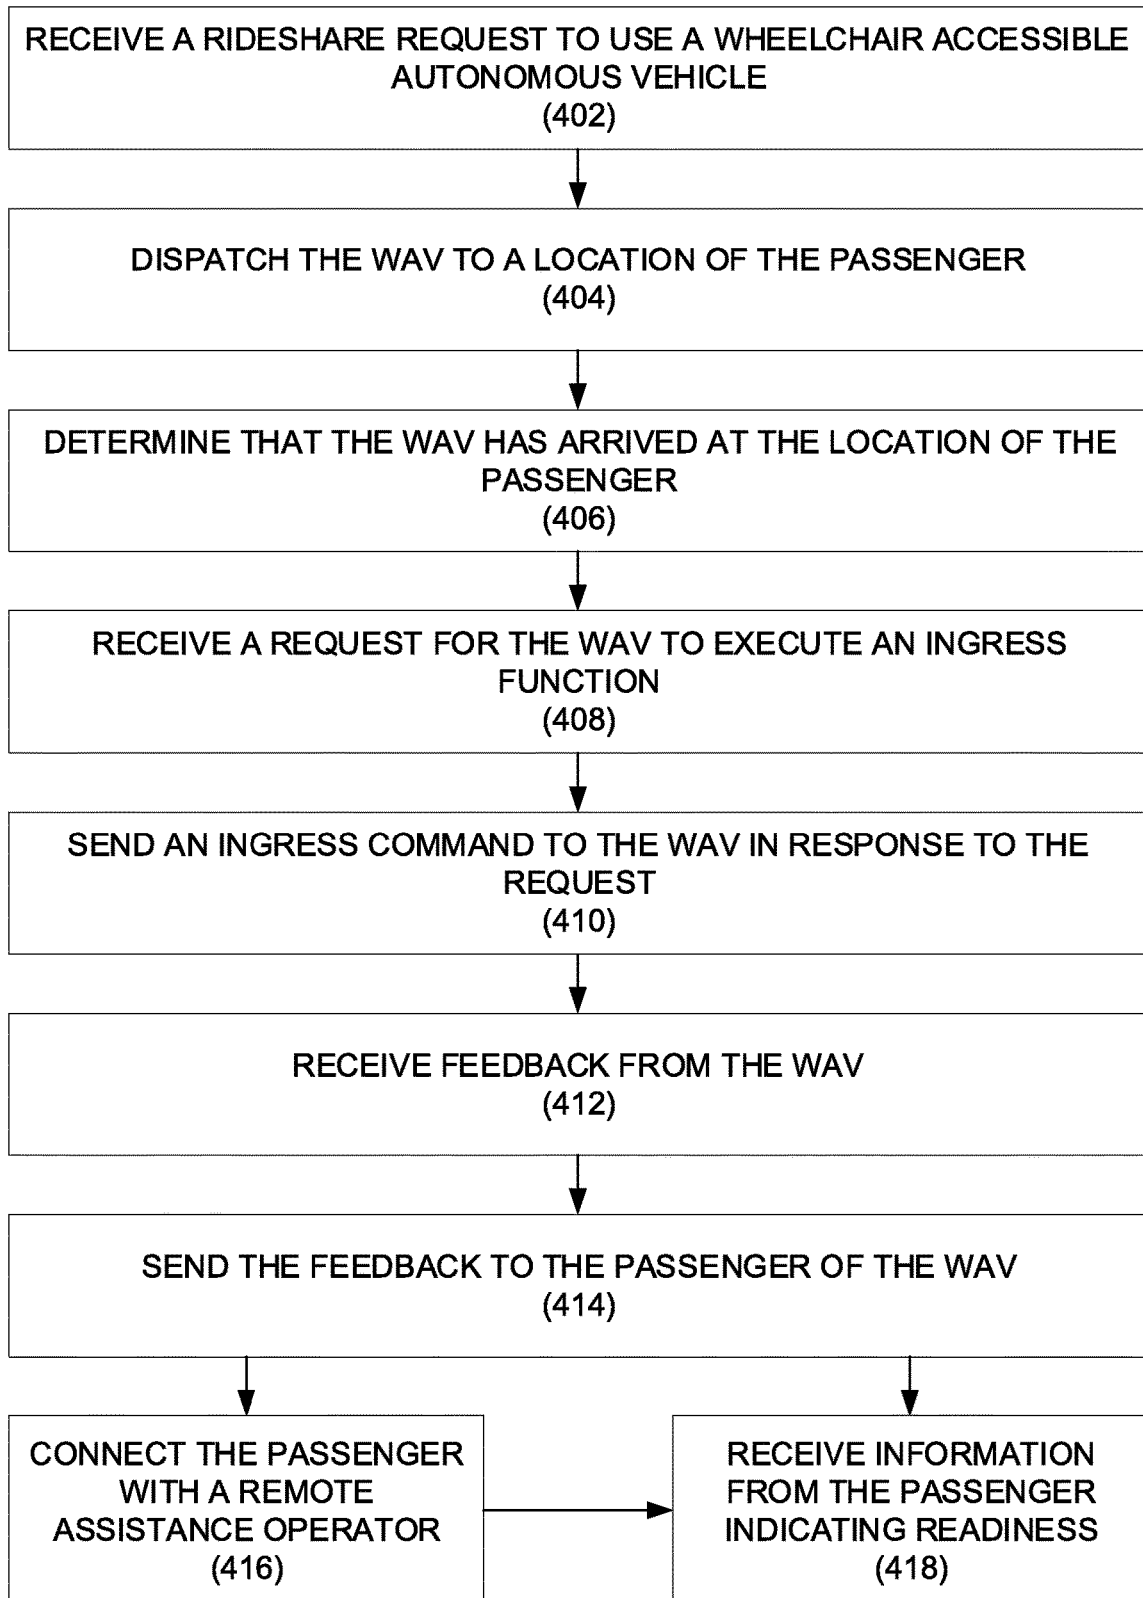 RECEIVE A RIDESHARE REQUEST TO USE A WHEELCHAIR ACCESSIBLE
AUTONOMOUS VEHICLE
(402)
DISPATCH THE WAV TO A LOCATION OF THE PASSENGER
(404)
DETERMINE THAT THE WAV HAS ARRIVED AT THE LOCATION OF THE
PASSENGER
(406)
RECEIVE A REQUEST FOR THE WAV TO EXECUTE AN INGRESS
FUNCTION
(408)
SEND AN INGRESS COMMAND TO THE WAV IN RESPONSE TO THE
REQUEST
(410)
RECEIVE FEEDBACK FROM THE WAV
(412)
SEND THE FEEDBACK TO THE PASSENGER OF THE WAV
(414)
CONNECT THE PASSENGER
WITH A REMOTE
ASSISTANCE OPERATOR
(416)
RECEIVE INFORMATION
FROM THE PASSENGER
INDICATING READINESS
(418)